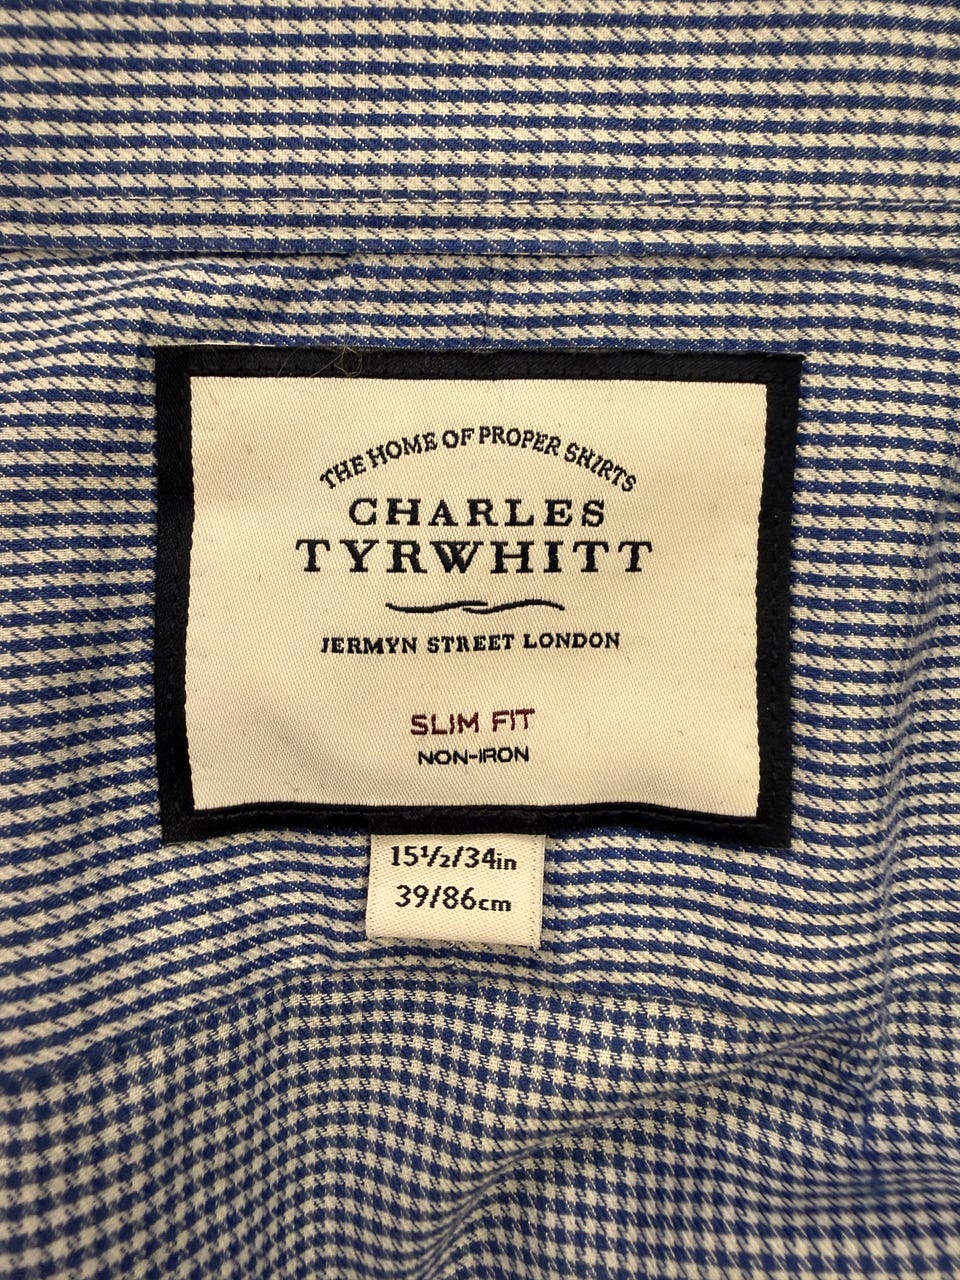 THE HOME OF PROPER SHIRTS
CHARLES
TYRWHITT
JERMYN STREET LONDON
SLIM FIT
NON-IRON
15½/34in
39/86cm